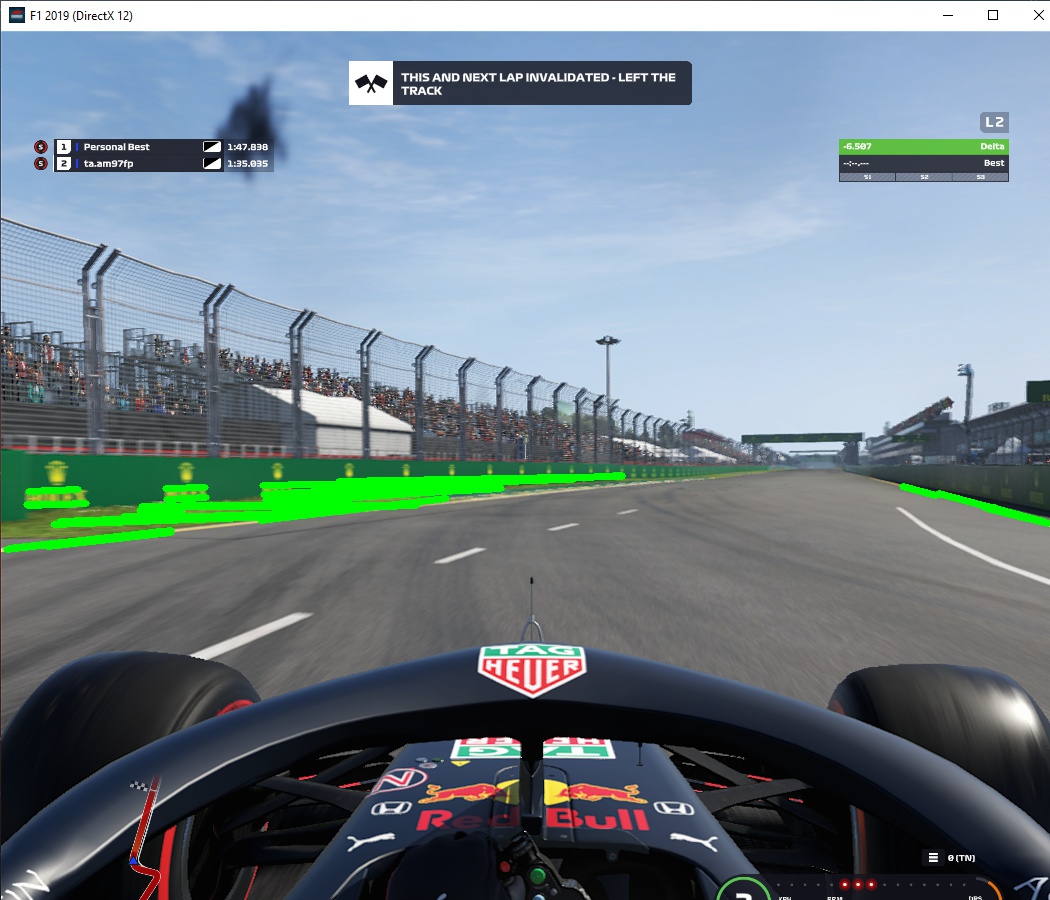 F1 2019 (DirectX 12)
THIS AND NEXT LAP INVALIDATED - LEFT THE
TRACK
L2
S 1 Personal Best 1:47.838
S 2 ta.am97fp 1:35.035
-6.507 Delta
--:--.--- Best
S1 S2 S3
TAG
HEUER
Red Bull
0 (TN)